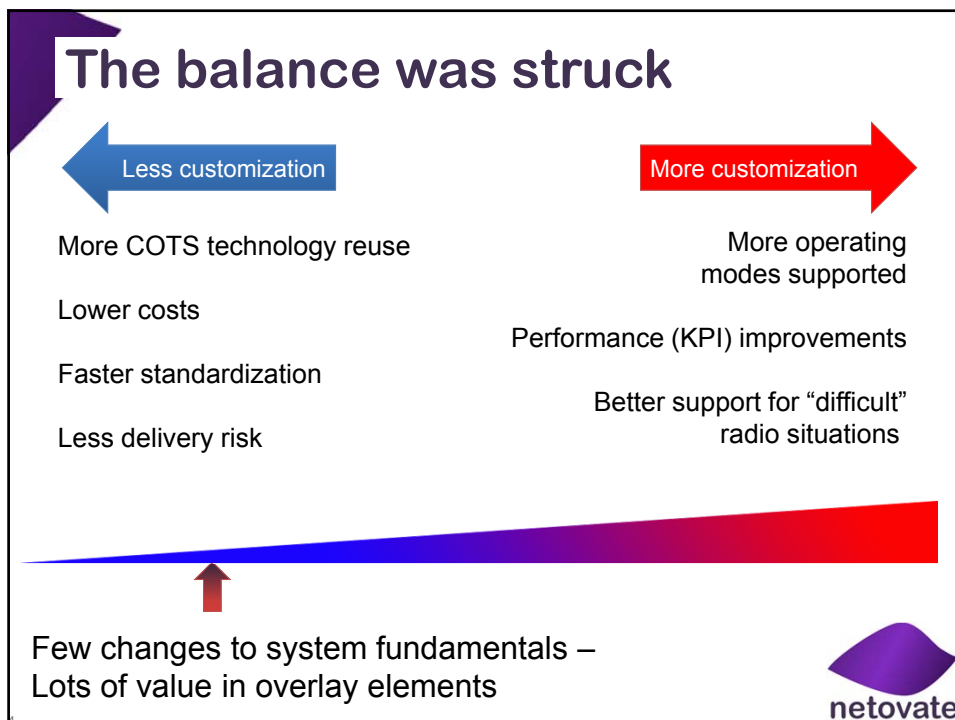 The balance was struck
Less customization
More customization
More COTS technology reuse
Lower costs
Faster standardization
Less delivery risk
More operating
modes supported
Performance (KPI) improvements
Better support for “difficult”
radio situations
Few changes to system fundamentals –
Lots of value in overlay elements
netovate